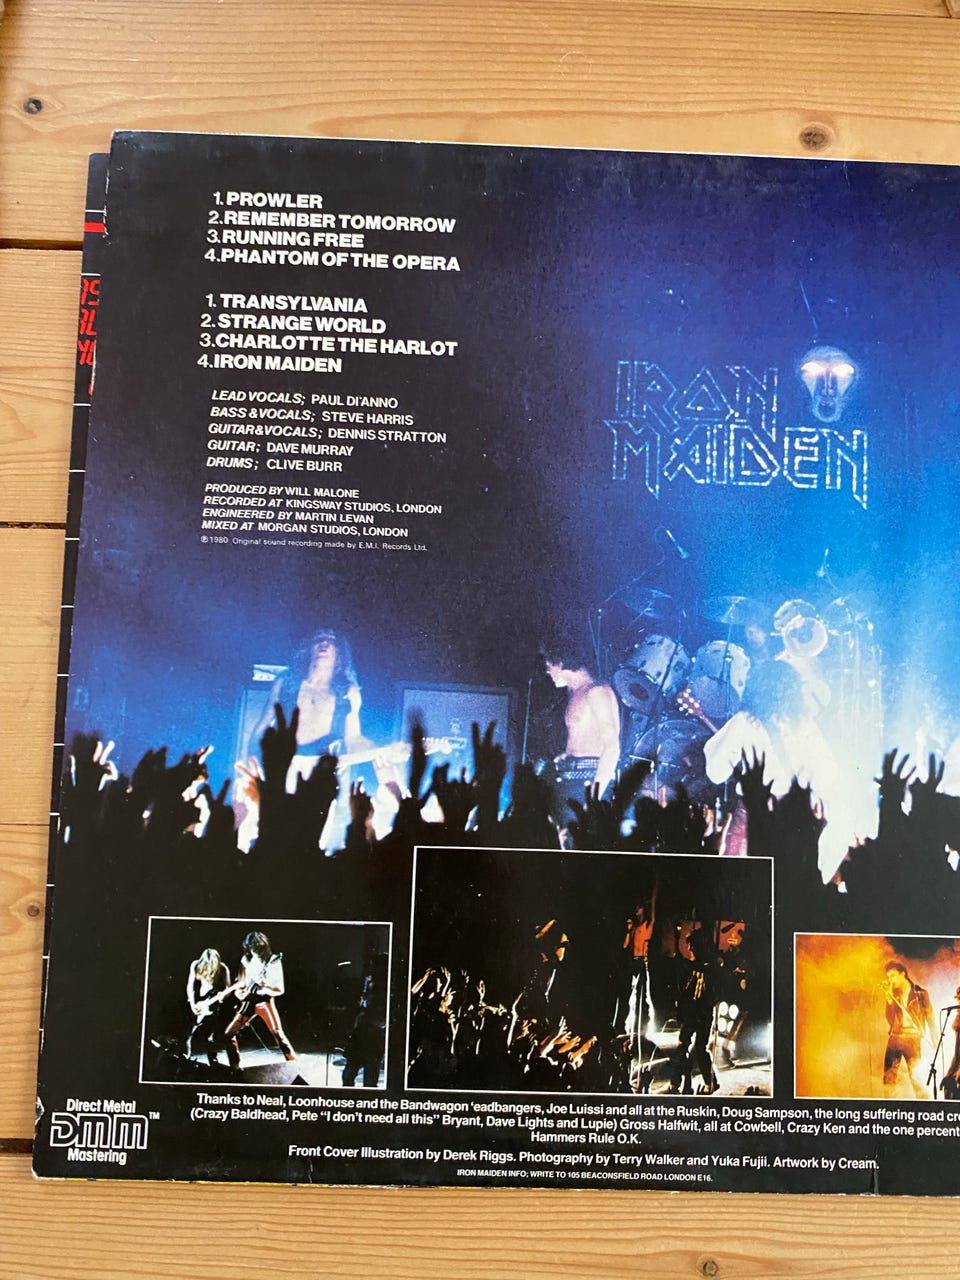 1. PROWLER
2. REMEMBER TOMORROW
3. RUNNING FREE
4. PHANTOM OF THE OPERA
1. TRANSYLVANIA
2. STRANGE WORLD
3. CHARLOTTE THE HARLOT
4. IRON MAIDEN
LEAD VOCALS; PAUL DI'ANNO
BASS & VOCALS; STEVE HARRIS
GUITAR & VOCALS; DENNIS STRATTON
GUITAR; DAVE MURRAY
DRUMS; CLIVE BURR
PRODUCED BY WILL MALONE
RECORDED AT KINGSWAY STUDIOS, LONDON
ENGINEERED BY MARTIN LEVAN
MIXED AT MORGAN STUDIOS, LONDON
℗ 1980 Original sound recording made by E.M.I. Records Ltd.
IRON
MAIDEN
Direct Metal
DMM™
Mastering
Thanks to Neal, Loonhouse and the Bandwagon 'eadbangers, Joe Luissi and all at the Ruskin, Doug Sampson, the long suffering road cre
(Crazy Baldhead, Pete "I don't need all this" Bryant, Dave Lights and Lupie) Gross Halfwit, all at Cowbell, Crazy Ken and the one percent
Hammers Rule O.K.
Front Cover Illustration by Derek Riggs. Photography by Terry Walker and Yuka Fujii. Artwork by Cream.
IRON MAIDEN INFO; WRITE TO 105 BEACONSFIELD ROAD LONDON E16.